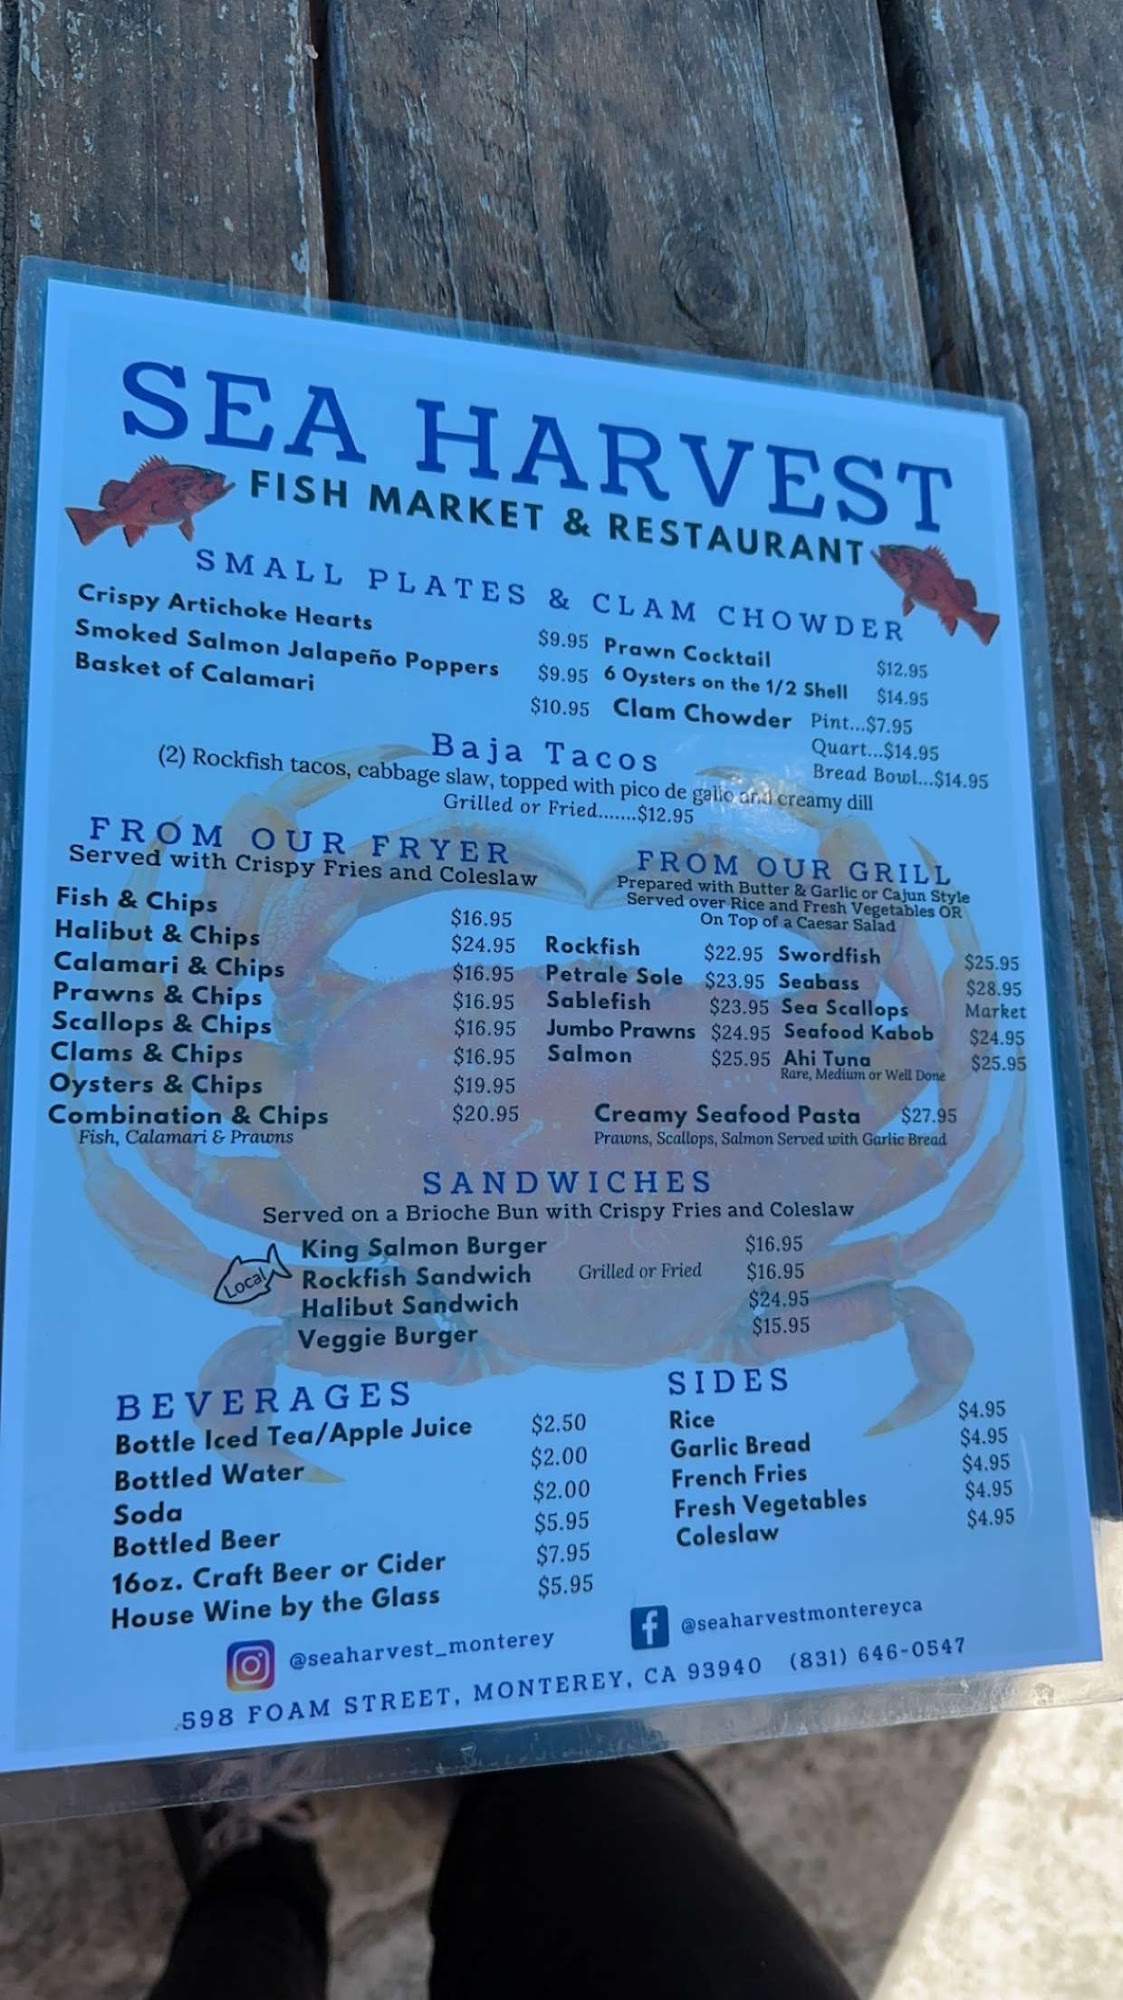 SEA HARVEST
FISH MARKET & RESTAURANT
SMALL PLATES & CLAM CHOWDER
Crispy Artichoke Hearts $9.95
Smoked Salmon Jalapeño Poppers $9.95
Basket of Calamari $10.95
Prawn Cocktail $12.95
6 Oysters on the 1/2 Shell $14.95
Clam Chowder Pint...$7.95
Quart...$14.95
Bread Bowl...$14.95
Baja Tacos
(2) Rockfish tacos, cabbage slaw, topped with pico de gallo and creamy dill
Grilled or Fried.......$12.95
FROM OUR FRYER
Served with Crispy Fries and Coleslaw
Fish & Chips $16.95
Halibut & Chips $24.95
Calamari & Chips $16.95
Prawns & Chips $16.95
Scallops & Chips $16.95
Clams & Chips $16.95
Oysters & Chips $19.95
Combination & Chips $20.95
Fish, Calamari & Prawns
FROM OUR GRILL
Prepared with Butter & Garlic or Cajun Style
Served over Rice and Fresh Vegetables OR
On Top of a Caesar Salad
Rockfish $22.95 Swordfish $25.95
Petrale Sole $23.95 Seabass $28.95
Sablefish $23.95 Sea Scallops Market
Jumbo Prawns $24.95 Seafood Kabob $24.95
Salmon $25.95 Ahi Tuna $25.95
Rare, Medium or Well Done
Creamy Seafood Pasta $27.95
Prawns, Scallops, Salmon Served with Garlic Bread
SANDWICHES
Served on a Brioche Bun with Crispy Fries and Coleslaw
King Salmon Burger $16.95
Local Rockfish Sandwich Grilled or Fried $16.95
Halibut Sandwich $24.95
Veggie Burger $15.95
BEVERAGES
Bottle Iced Tea/Apple Juice $2.50
Bottled Water $2.00
Soda $2.00
Bottled Beer $5.95
16oz. Craft Beer or Cider $7.95
House Wine by the Glass $5.95
SIDES
Rice $4.95
Garlic Bread $4.95
French Fries $4.95
Fresh Vegetables $4.95
Coleslaw $4.95
@seaharvest_monterey
@seaharvestmontereyca
598 FOAM STREET, MONTEREY, CA 93940 (831) 646-0547